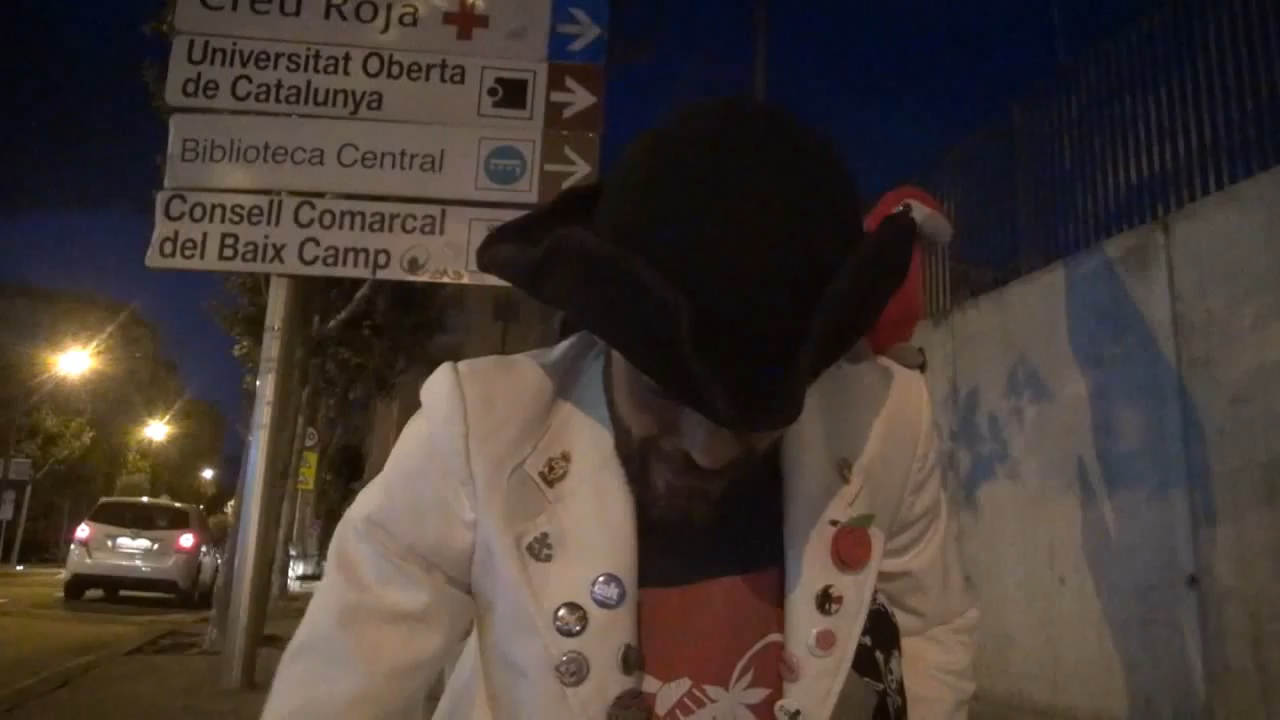 Creu Roja
Universitat Oberta
de Catalunya
Biblioteca Central
Consell Comarcal
del Baix Camp